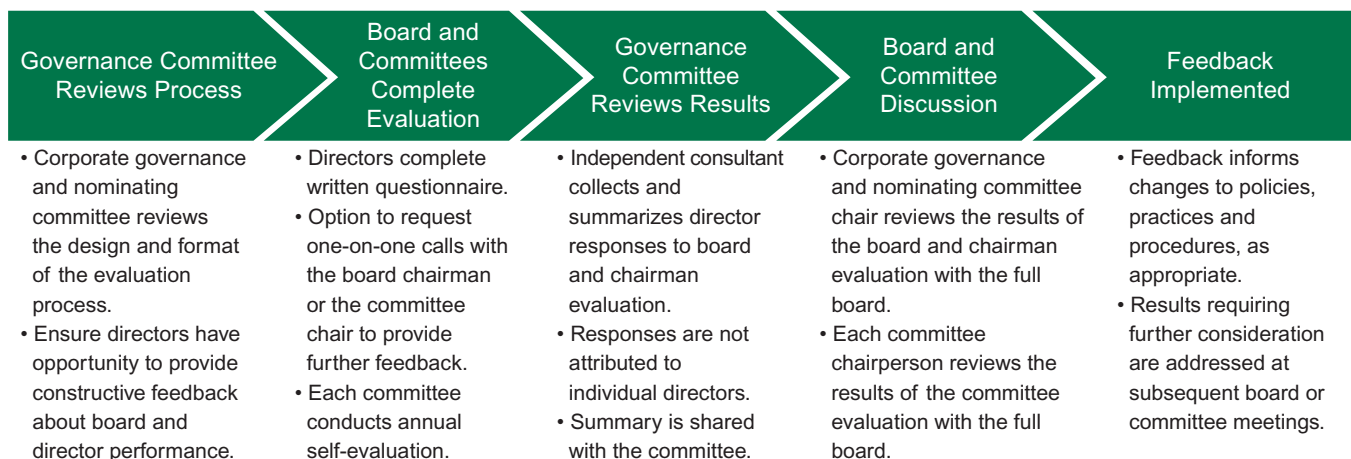 Governance Committee
Reviews Process
Board and
Committees
Complete
Evaluation
Governance
Committee
Reviews Results
Board and
Committee
Discussion
Feedback
Implemented
• Corporate governance
and nominating
committee reviews
the design and format
of the evaluation
process.
• Ensure directors have
opportunity to provide
constructive feedback
about board and
director performance.
• Directors complete
written questionnaire.
• Option to request
one-on-one calls with
the board chairman
or the committee
chair to provide
further feedback.
• Each committee
conducts annual
self-evaluation.
• Independent consultant
collects and
summarizes director
responses to board
and chairman
evaluation.
• Responses are not
attributed to
individual directors.
• Summary is shared
with the committee.
• Corporate governance
and nominating committee
chair reviews the results of
the board and chairman
evaluation with the full
board.
• Each committee
chairperson reviews the
results of the committee
evaluation with the full
board.
• Feedback informs
changes to policies,
practices and
procedures, as
appropriate.
• Results requiring
further consideration
are addressed at
subsequent board or
committee meetings.